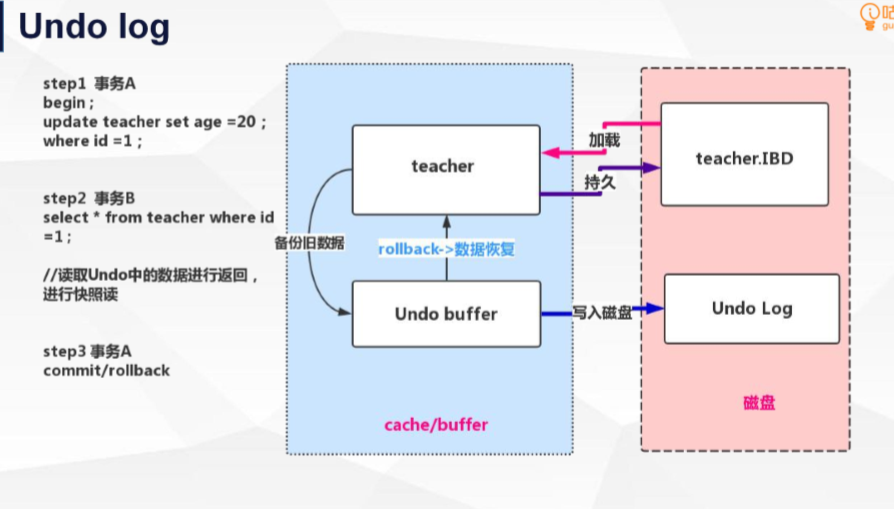 Undo log
咕
gu
step1 事务A
begin ;
update teacher set age =20 ;
where id =1 ;
step2 事务B
select * from teacher where id
=1 ;
//读取Undo中的数据进行返回，
进行快照读
step3 事务A
commit/rollback
teacher
加载
持久
teacher.IBD
备份旧数据
rollback->数据恢复
Undo buffer
写入磁盘
Undo Log
cache/buffer
磁盘